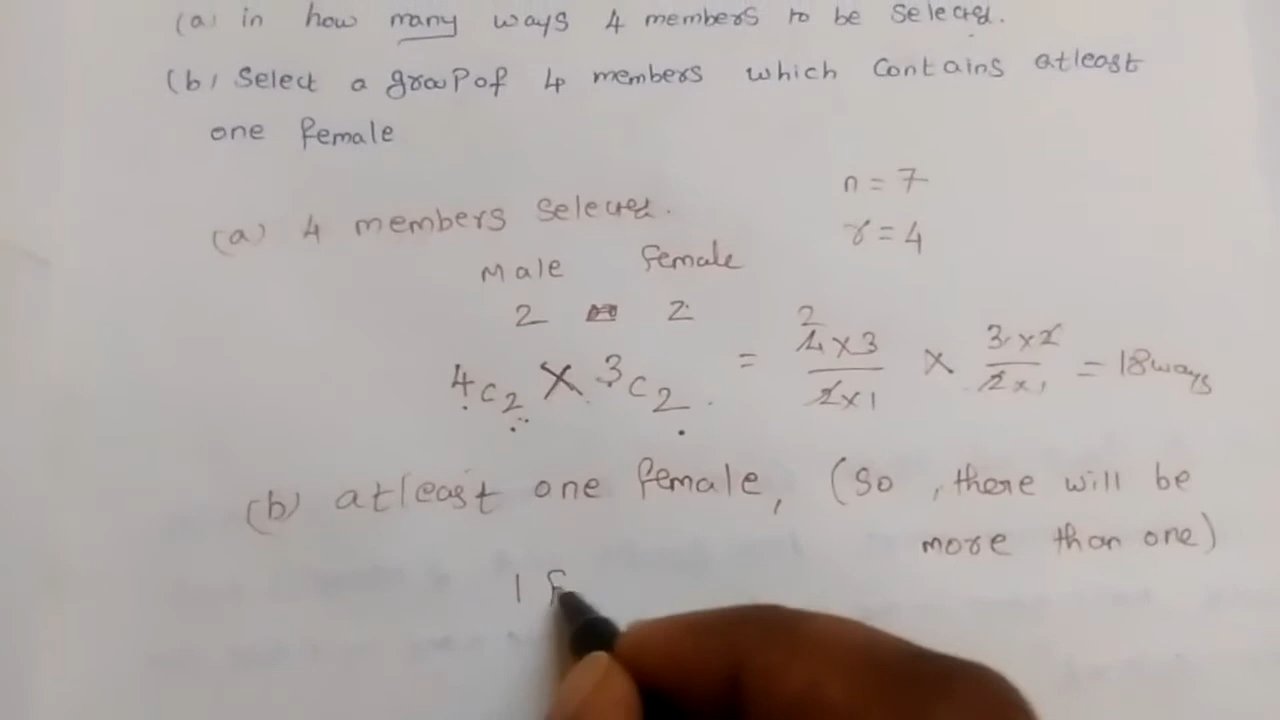 (a) in how many ways 4 members to be selected.
(b) Select a group of 4 members which contains atleast
one female
n = 7
(a) 4 members selected.
r = 4
Male female
2 2
4c2 X 3c2 = 4x3/2x1 X 3x2/2x1 = 18 ways
(b) atleast one female, (so, there will be
more than one)
1 F